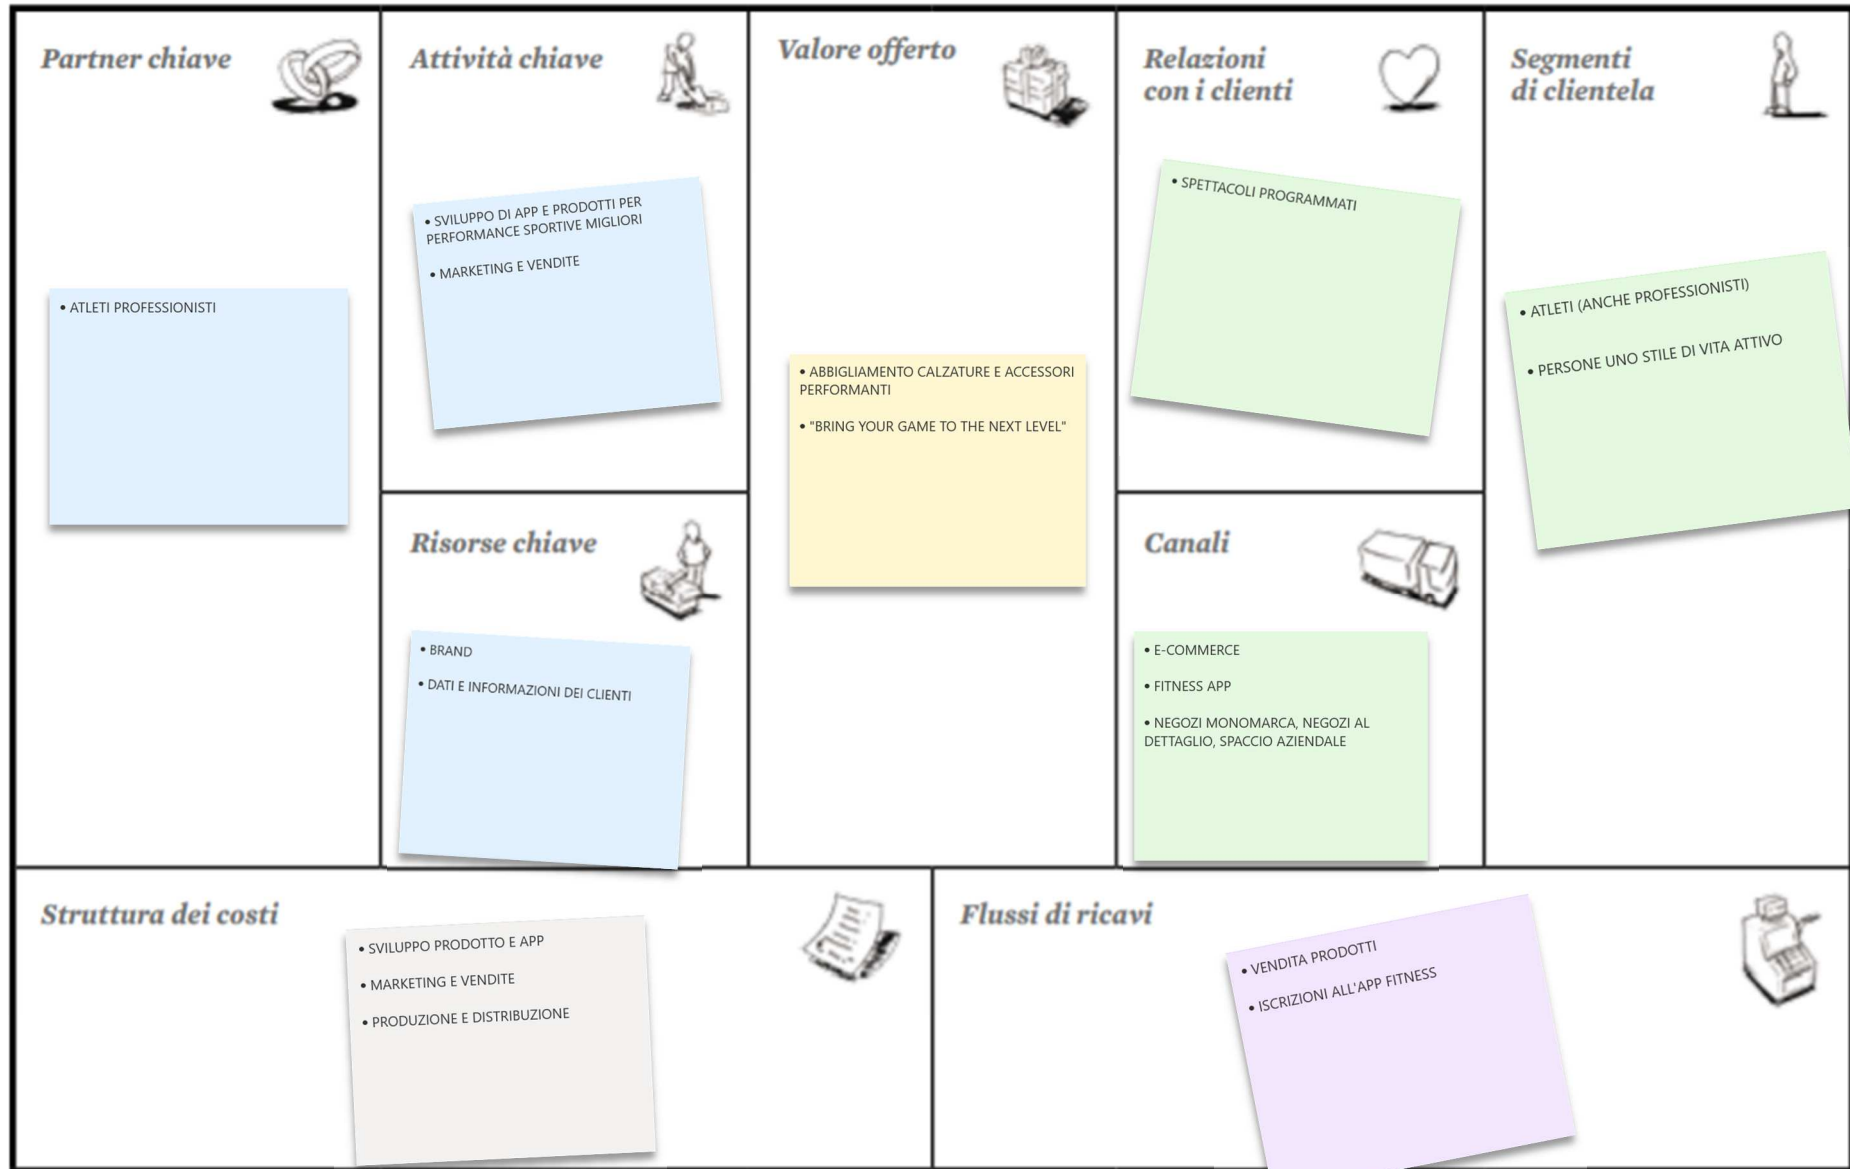 Partner chiave
• ATLETI PROFESSIONISTI
Attività chiave
• SVILUPPO DI APP E PRODOTTI PER
PERFORMANCE SPORTIVE MIGLIORI
• MARKETING E VENDITE
Risorse chiave
• BRAND
• DATI E INFORMAZIONI DEI CLIENTI
Valore offerto
• ABBIGLIAMENTO CALZATURE E ACCESSORI
PERFORMANTI
• "BRING YOUR GAME TO THE NEXT LEVEL"
Relazioni
con i clienti
• SPETTACOLI PROGRAMMATI
Canali
• E-COMMERCE
• FITNESS APP
• NEGOZI MONOMARCA, NEGOZI AL
DETTAGLIO, SPACCIO AZIENDALE
Segmenti
di clientela
• ATLETI (ANCHE PROFESSIONISTI)
• PERSONE UNO STILE DI VITA ATTIVO
Struttura dei costi
• SVILUPPO PRODOTTO E APP
• MARKETING E VENDITE
• PRODUZIONE E DISTRIBUZIONE
Flussi di ricavi
• VENDITA PRODOTTI
• ISCRIZIONI ALL'APP FITNESS